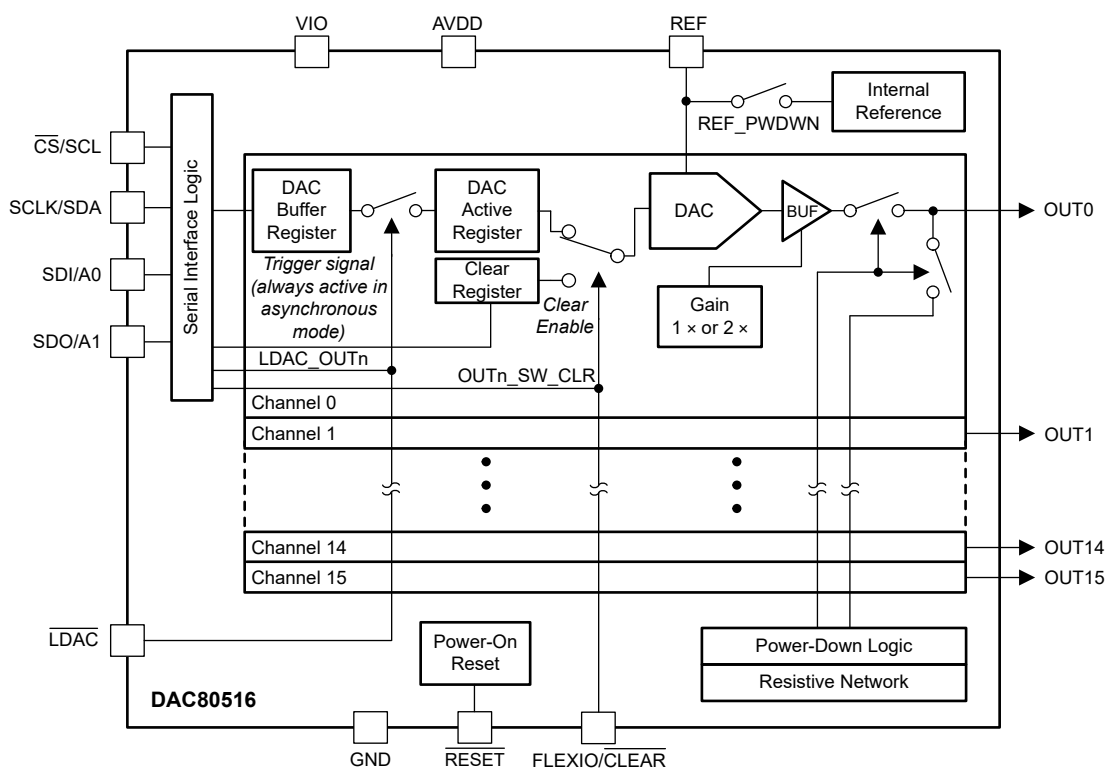 VIO
AVDD
REF
Internal
Reference
REF_PWDWN
CS/SCL
SCLK/SDA
SDI/A0
SDO/A1
Serial Interface Logic
DAC
Buffer
Register
DAC
Active
Register
Clear
Register
Trigger signal
(always active in
asynchronous
mode)
Clear
Enable
DAC
BUF
Gain
1 × or 2 ×
OUT0
LDAC_OUTn
OUTn_SW_CLR
Channel 0
Channel 1
OUT1
Channel 14
OUT14
Channel 15
OUT15
LDAC
Power-On
Reset
Power-Down Logic
Resistive Network
DAC80516
GND
RESET
FLEXIO/CLEAR